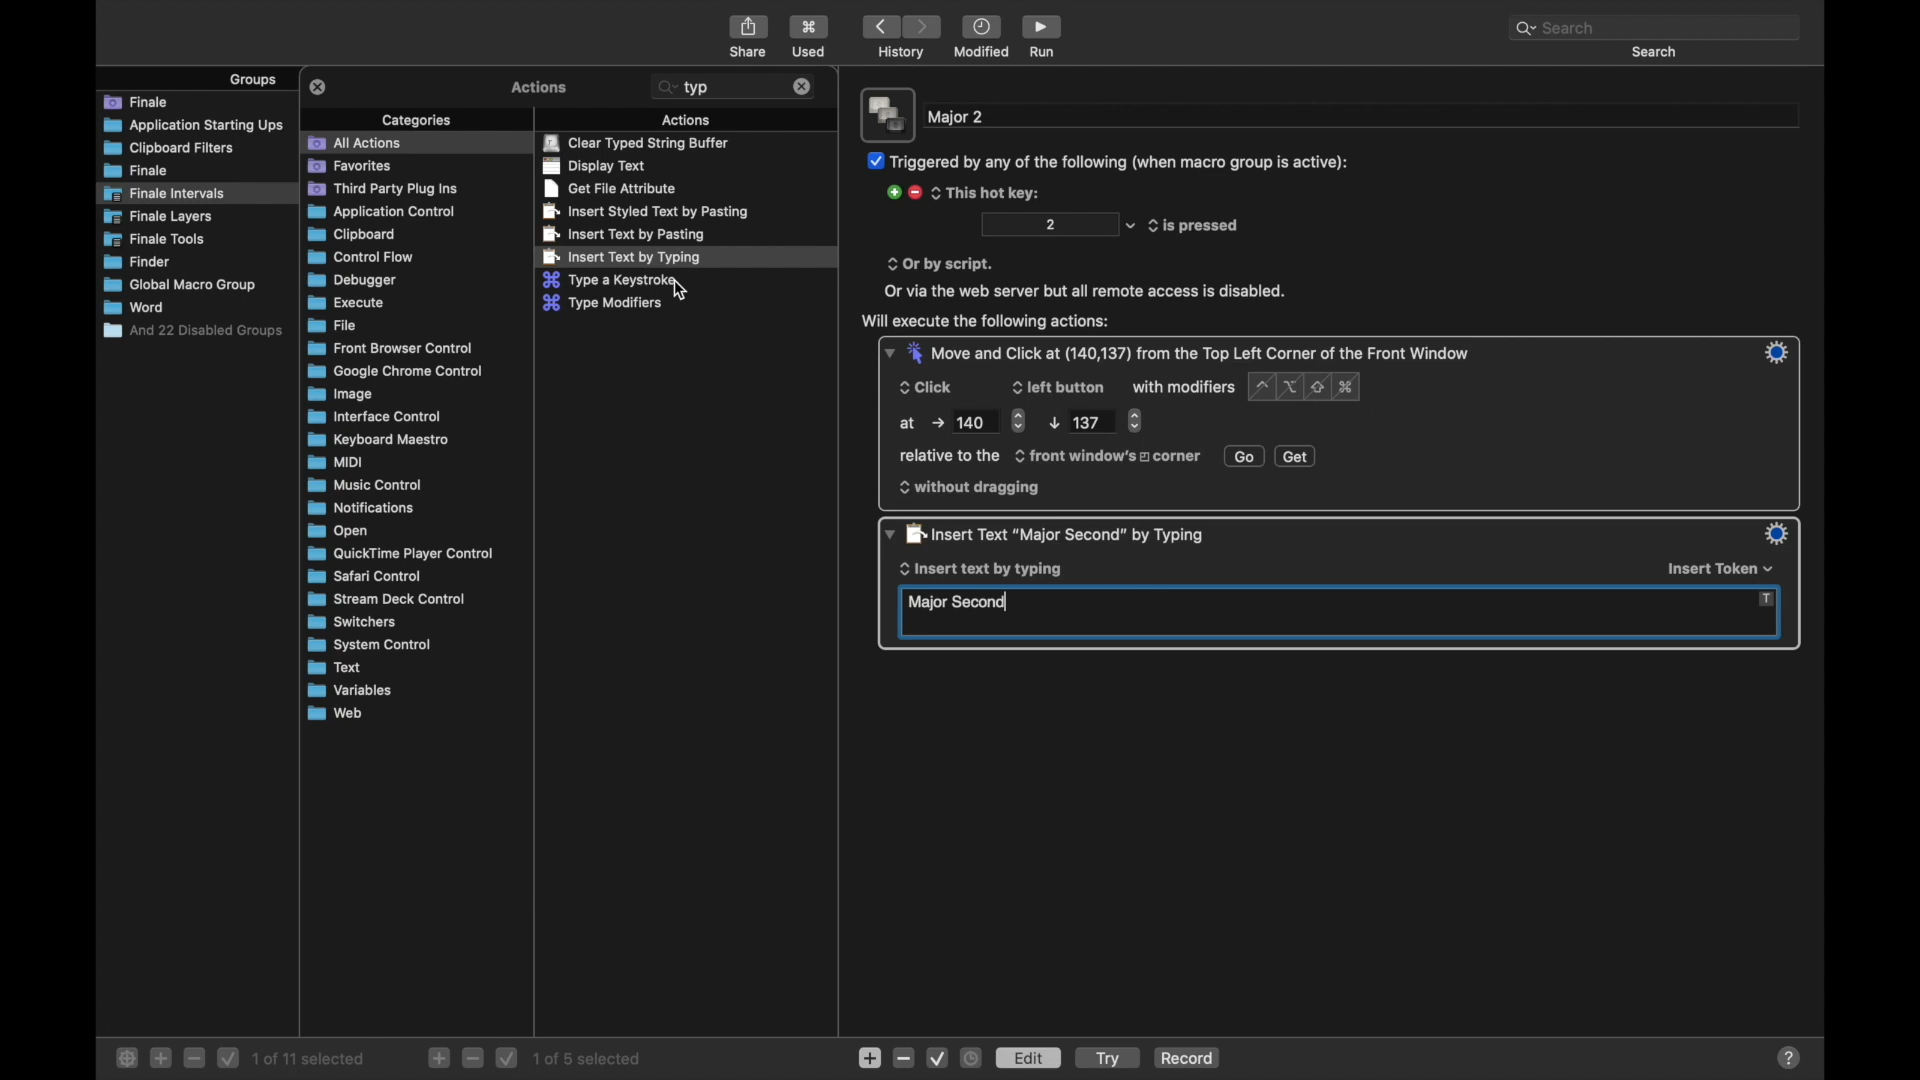 Share
Used
History
Modified
Run
Search
Search
Groups
Finale
Application Starting Ups
Clipboard Filters
Finale
Finale Intervals
Finale Layers
Finale Tools
Finder
Global Macro Group
Word
And 22 Disabled Groups
Actions
typ
Categories
All Actions
Favorites
Third Party Plug Ins
Application Control
Clipboard
Control Flow
Debugger
Execute
File
Front Browser Control
Google Chrome Control
Image
Interface Control
Keyboard Maestro
MIDI
Music Control
Notifications
Open
QuickTime Player Control
Safari Control
Stream Deck Control
Switchers
System Control
Text
Variables
Web
Actions
Clear Typed String Buffer
Display Text
Get File Attribute
Insert Styled Text by Pasting
Insert Text by Pasting
Insert Text by Typing
Type a Keystroke
Type Modifiers
Major 2
Triggered by any of the following (when macro group is active):
This hot key:
2
is pressed
Or by script.
Or via the web server but all remote access is disabled.
Will execute the following actions:
Move and Click at (140,137) from the Top Left Corner of the Front Window
Click left button with modifiers
at → 140 ↓ 137
relative to the front window's corner Go Get
without dragging
Insert Text “Major Second” by Typing
Insert text by typing
Insert Token
Major Second
T
1 of 11 selected
1 of 5 selected
Edit
Try
Record
?